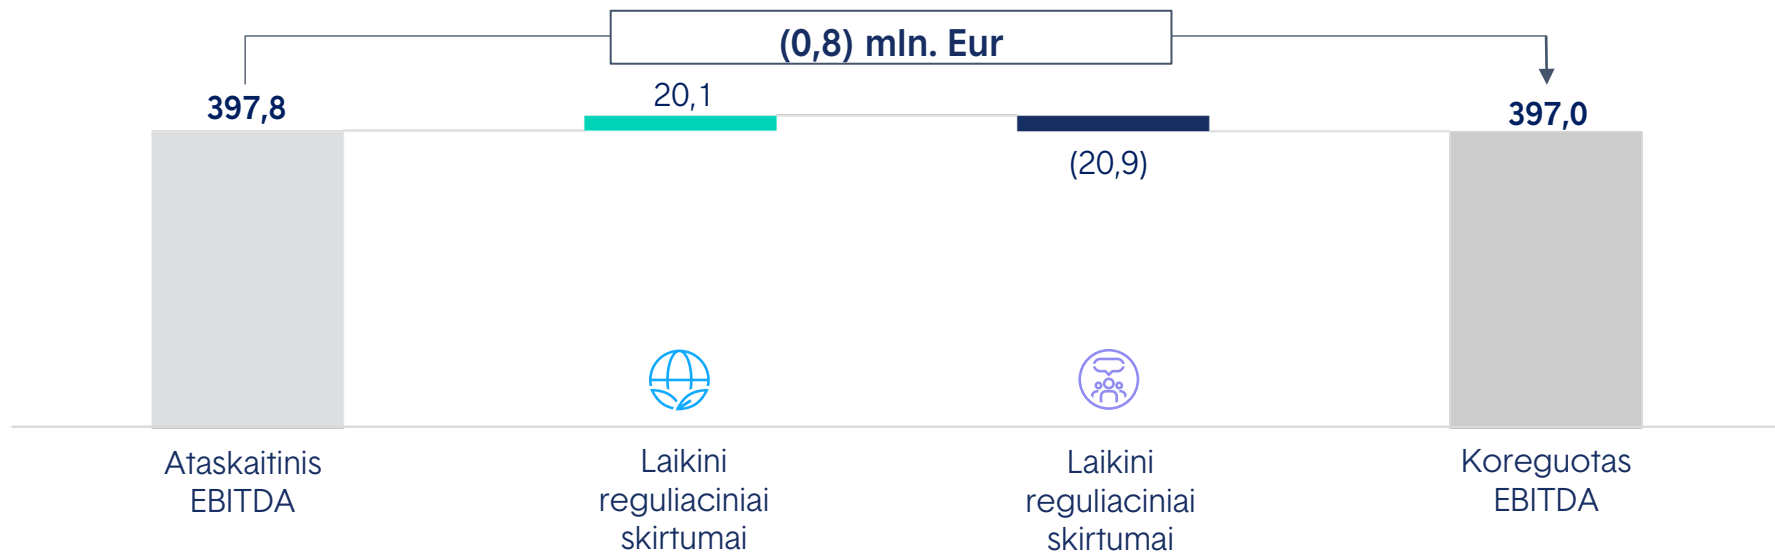 (0,8) mln. Eur
397,8
20,1
(20,9)
397,0
Ataskaitinis
EBITDA
Laikini
reguliaciniai
skirtumai
Laikini
reguliaciniai
skirtumai
Koreguotas
EBITDA